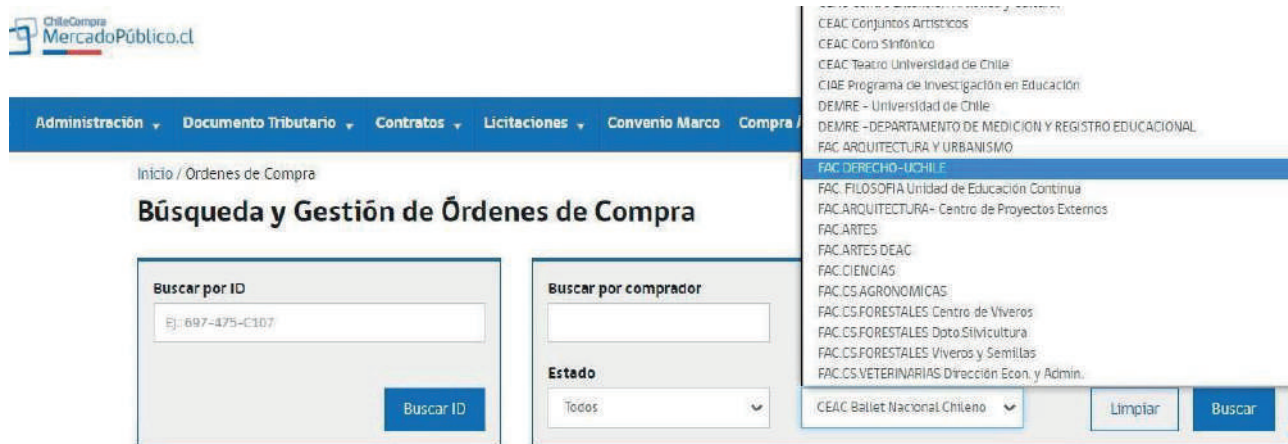 ChileCompra
MercadoPúblico.cl
Administración
Documento Tributario
Contratos
Licitaciones
Convenio Marco
Compra
Inicio / Órdenes de Compra
Búsqueda y Gestión de Órdenes de Compra
Buscar por ID
Ej.: 697-475-C107
Buscar ID
Buscar por comprador
Estado
Todos
CEAC Conjuntos Artísticos
CEAC Coro Sinfónico
CEAC Teatro Universidad de Chile
CIAE Programa de Investigación en Educación
DEMRE - Universidad de Chile
DEMRE -DEPARTAMENTO DE MEDICION Y REGISTRO EDUCACIONAL
FAC ARQUITECTURA Y URBANISMO
FAC DERECHO-UCHILE
FAC. FILOSOFIA Unidad de Educación Continua
FAC.ARQUITECTURA- Centro de Proyectos Externos
FAC.ARTES
FAC.ARTES DEAC
FAC.CIENCIAS
FAC.CS.AGRONOMICAS
FAC.CS.FORESTALES Centro de Viveros
FAC.CS.FORESTALES Dpto.Silvicultura
FAC.CS.FORESTALES Viveros y Semillas
FAC.CS.VETERINARIAS Dirección Econ. y Admin.
CEAC Ballet Nacional Chileno
Limpiar
Buscar